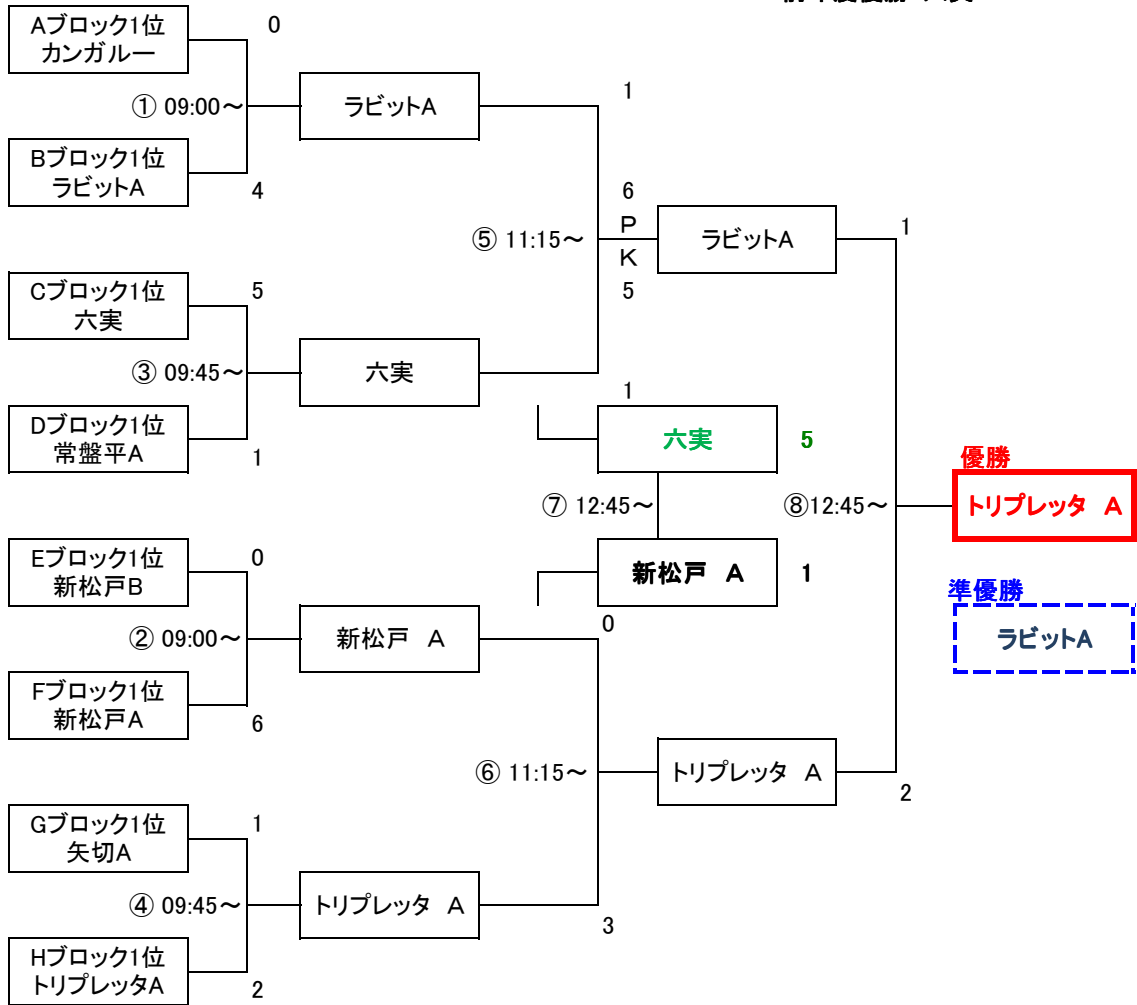 Aブロック1位
カンガルー
0
① 09:00～
ラビットA
1
Bブロック1位
ラビットA
4
6
P
K
5
⑤ 11:15～
ラビットA
1
Cブロック1位
六実
5
③ 09:45～
六実
1
Dブロック1位
常盤平A
1
六実
5
優勝
トリプレッタ A
⑦ 12:45～
⑧12:45～
Eブロック1位
新松戸B
0
新松戸 A
1
準優勝
ラビットA
② 09:00～
新松戸 A
0
Fブロック1位
新松戸A
6
⑥ 11:15～
トリプレッタ A
2
Gブロック1位
矢切A
1
④ 09:45～
トリプレッタ A
3
Hブロック1位
トリプレッタA
2